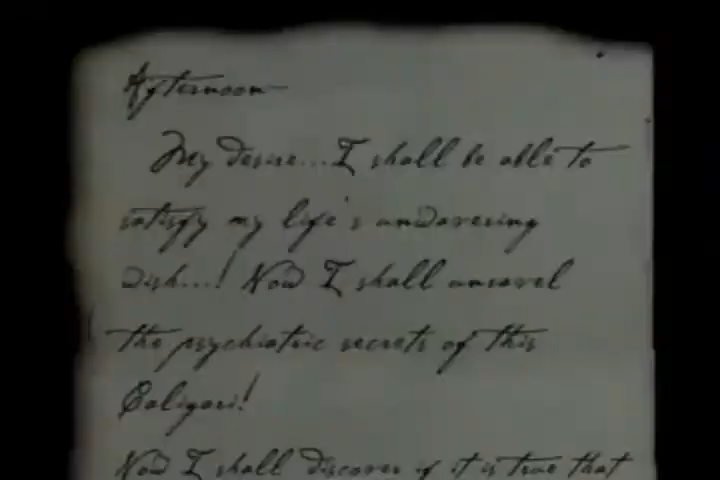 Afternoon
My desire...I shall be able to
satisfy my life's unwavering
wish...! Now I shall unravel
the psychiatric secrets of this
Caligari!
Now I shall discover if it is true that